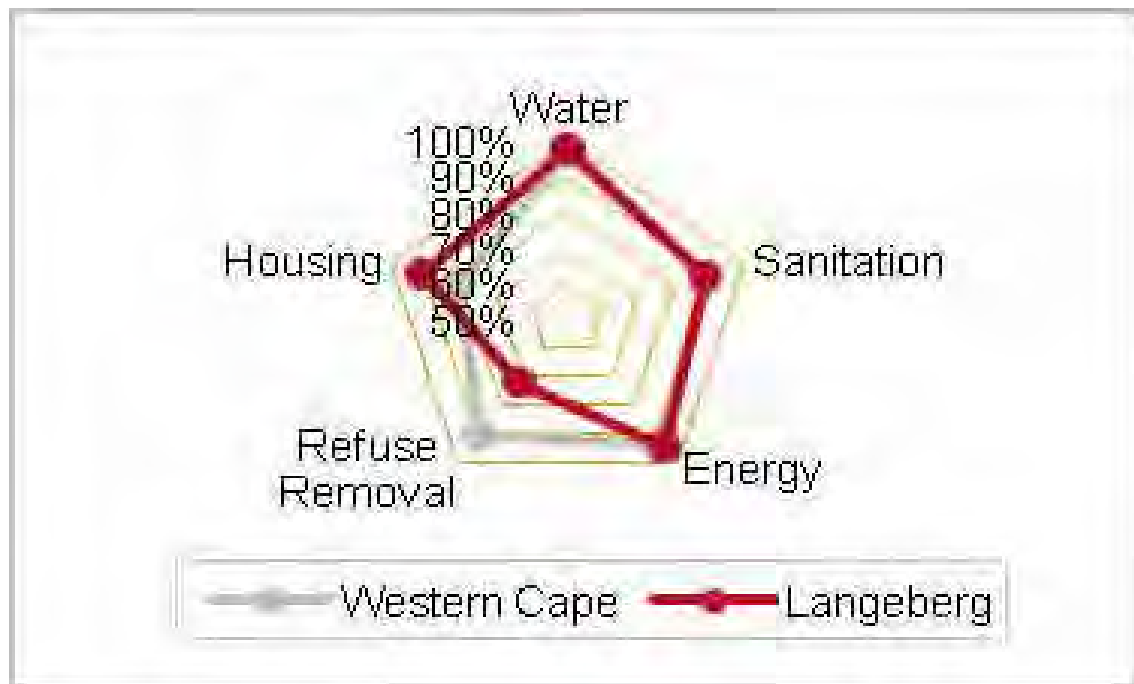 Water
100%
90%
80%
70%
60%
50%
Housing
Sanitation
Refuse
Removal
Energy
Western Cape
Langeberg